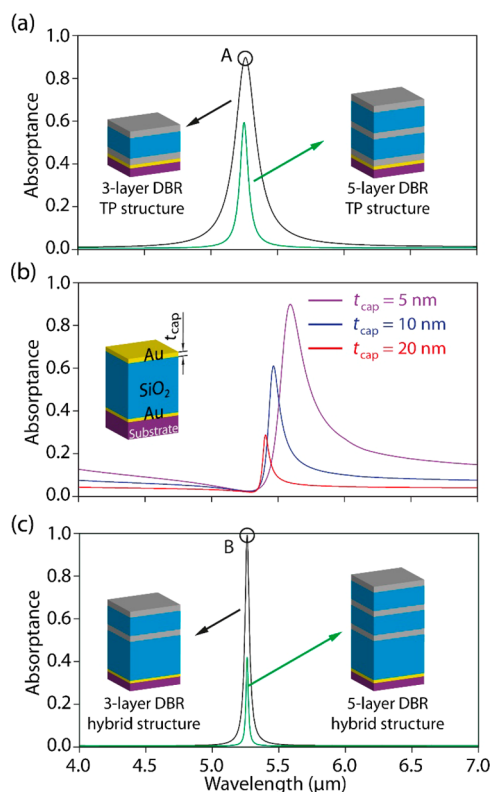 (a)
1.0
0.8
0.6
0.4
0.2
0.0
Absorptance
A
3-layer DBR
TP structure
5-layer DBR
TP structure
(b)
1.0
0.8
0.6
0.4
0.2
0.0
Absorptance
tcap
Au
SiO2
Au
Substrate
tcap = 5 nm
tcap = 10 nm
tcap = 20 nm
(c)
1.0
0.8
0.6
0.4
0.2
0.0
Absorptance
B
3-layer DBR
hybrid structure
5-layer DBR
hybrid structure
4.0 4.5 5.0 5.5 6.0 6.5 7.0
Wavelength (μm)